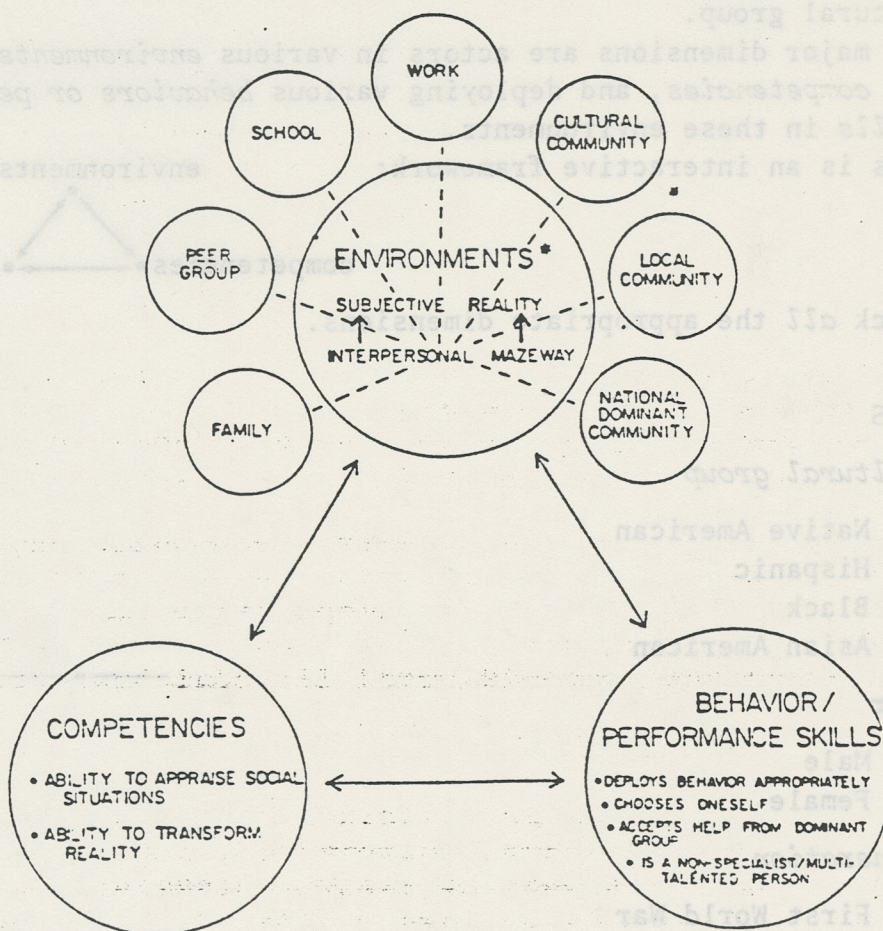 WORK
SCHOOL
CULTURAL
COMMUNITY
PEER
GROUP
ENVIRONMENTS *
LOCAL
COMMUNITY
SUBJECTIVE REALITY
INTERPERSONAL MAZEWAY
FAMILY
NATIONAL
DOMINANT
COMMUNITY
COMPETENCIES
• ABILITY TO APPRAISE SOCIAL
SITUATIONS
• ABILITY TO TRANSFORM
REALITY
BEHAVIOR/
PERFORMANCE SKILLS
• DEPLOYS BEHAVIOR APPROPRIATELY
• CHOOSES ONESELF
• ACCEPTS HELP FROM DOMINANT
GROUP
• IS A NON-SPECIALIST/MULTI-
TALENTED PERSON